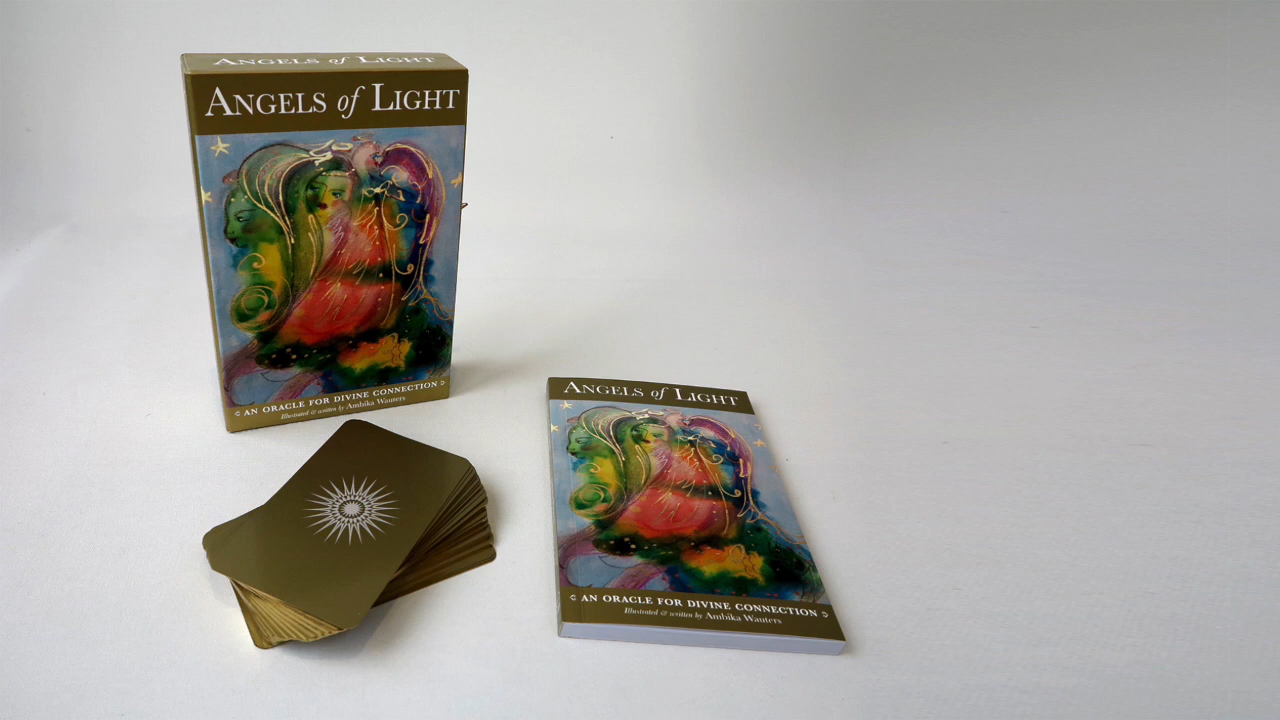 ANGELS of LIGHT
ANGELS of LIGHT
AN ORACLE FOR DIVINE CONNECTION
Illustrated & written by Ambika Wauters
ANGELS of LIGHT
AN ORACLE FOR DIVINE CONNECTION
Illustrated & written by Ambika Wauters